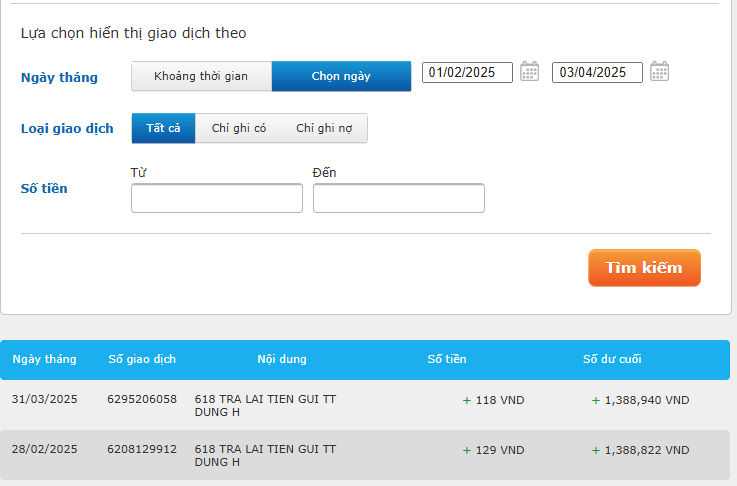 Lựa chọn hiển thị giao dịch theo
Ngày tháng Khoảng thời gian Chọn ngày 01/02/2025 03/04/2025
Loại giao dịch Tất cả Chỉ ghi có Chỉ ghi nợ
Từ Đến
Số tiền
Tìm kiếm
Ngày tháng Số giao dịch Nội dung Số tiền Số dư cuối
31/03/2025 6295206058 618 TRA LAI TIEN GUI TT + 118 VND + 1,388,940 VND
DUNG H
28/02/2025 6208129912 618 TRA LAI TIEN GUI TT + 129 VND + 1,388,822 VND
DUNG H